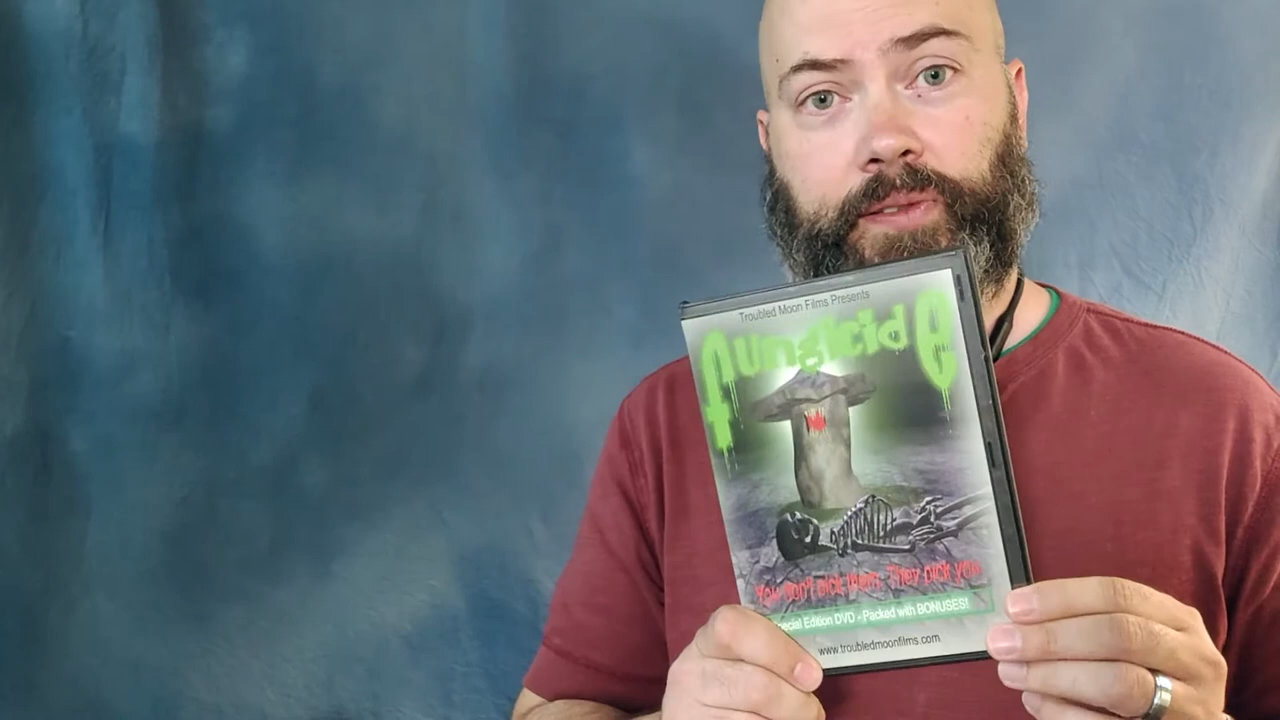 Troubled Moon Films Presents
fungicide
You don't pick them. They pick you.
Special Edition DVD - Packed with BONUSES!
www.troubledmoonfilms.com